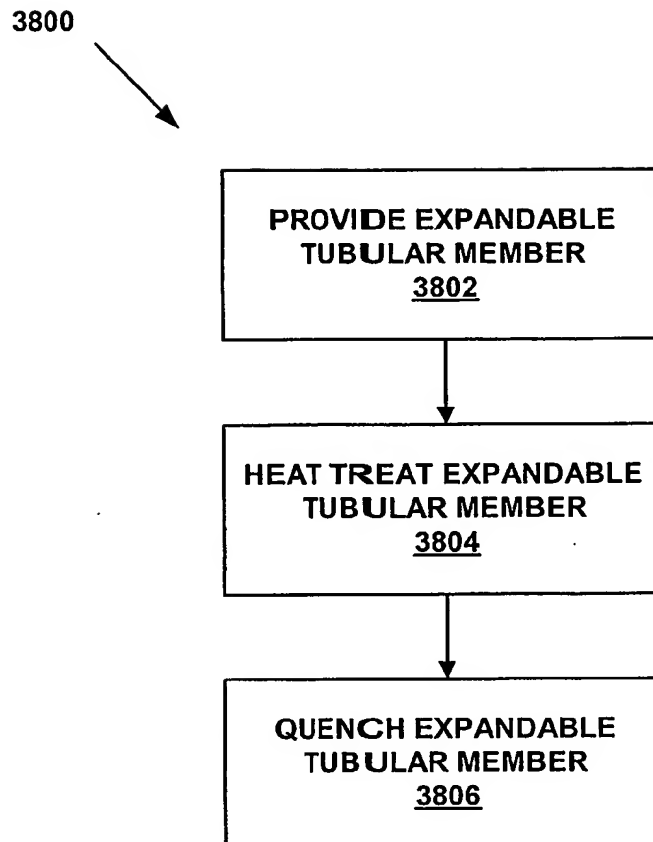 3800
PROVIDE EXPANDABLE
TUBULAR MEMBER
3802
HEAT TREAT EXPANDABLE
TUBULAR MEMBER
3804
QUENCH EXPANDABLE
TUBULAR MEMBER
3806